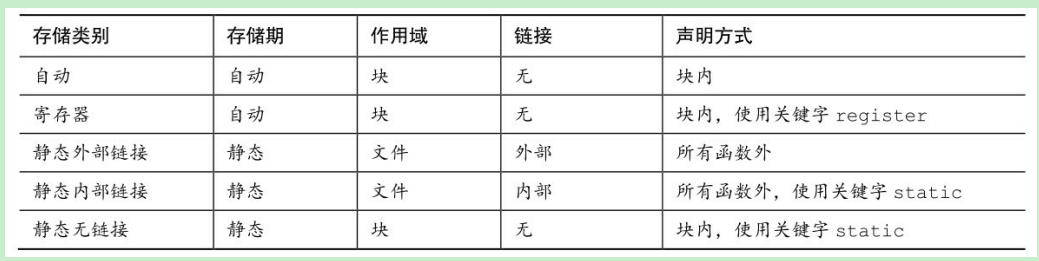 存储类别 存储期 作用域 链接 声明方式
自动 自动 块 无 块内
寄存器 自动 块 无 块内，使用关键字 register
静态外部链接 静态 文件 外部 所有函数外
静态内部链接 静态 文件 内部 所有函数外，使用关键字 static
静态无链接 静态 块 无 块内，使用关键字 static